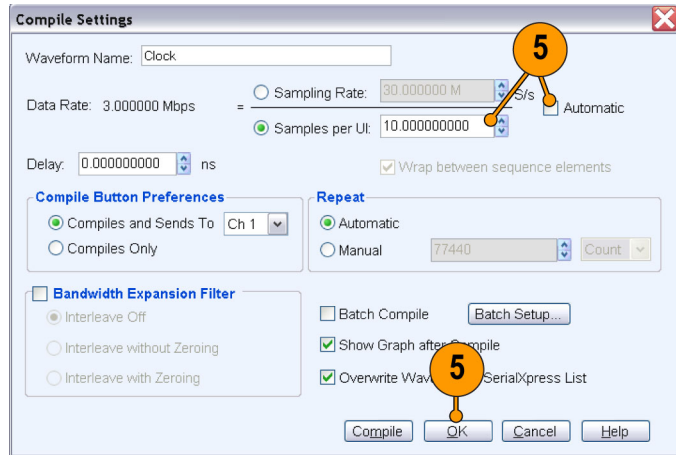 Compile Settings
Waveform Name: Clock
5
Sampling Rate: 30.000000 M S/s
Data Rate: 3.000000 Mbps = Automatic
Samples per UI: 10.000000000
Delay: 0.000000000 ns Wrap between sequence elements
Compile Button Preferences Repeat
Compiles and Sends To Ch 1 Automatic
Compiles Only Manual 77440 Count
Bandwidth Expansion Filter
Interleave Off Batch Compile Batch Setup...
Interleave without Zeroing Show Graph after Compile
5
Interleave with Zeroing Overwrite SerialXpress List
Compile OK Cancel Help